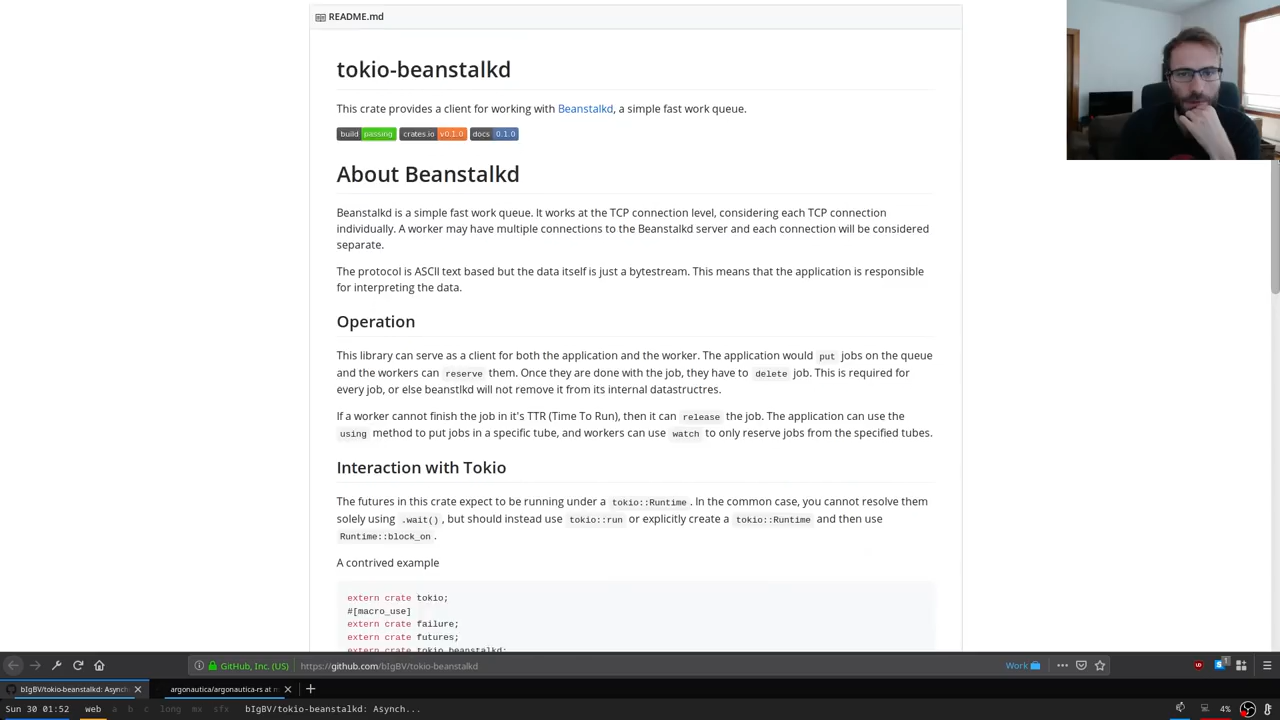 README.md
tokio-beanstalkd
This crate provides a client for working with Beanstalkd, a simple fast work queue.
build passing crates.io v0.1.0 docs 0.1.0
About Beanstalkd
Beanstalkd is a simple fast work queue. It works at the TCP connection level, considering each TCP connection
individually. A worker may have multiple connections to the Beanstalkd server and each connection will be considered
separate.
The protocol is ASCII text based but the data itself is just a bytestream. This means that the application is responsible
for interpreting the data.
Operation
This library can serve as a client for both the application and the worker. The application would put jobs on the queue
and the workers can reserve them. Once they are done with the job, they have to delete job. This is required for
every job, or else beanstlkd will not remove it from its internal datastructres.
If a worker cannot finish the job in it's TTR (Time To Run), then it can release the job. The application can use the
using method to put jobs in a specific tube, and workers can use watch to only reserve jobs from the specified tubes.
Interaction with Tokio
The futures in this crate expect to be running under a tokio::Runtime. In the common case, you cannot resolve them
solely using .wait(), but should instead use tokio::run or explicitly create a tokio::Runtime and then use
Runtime::block_on.
A contrived example
extern crate tokio;
#[macro_use]
extern crate failure;
extern crate futures;
extern crate tokio_beanstalkd;
GitHub, Inc. (US) https://github.com/bIgBV/tokio-beanstalkd Work 1
bIgBV/tokio-beanstalkd: Asynch argonautica/argonautica-rs at m
Sun 30 01:52 web a b c long mx sfx bIgBV/tokio-beanstalkd: Asynch... 4%